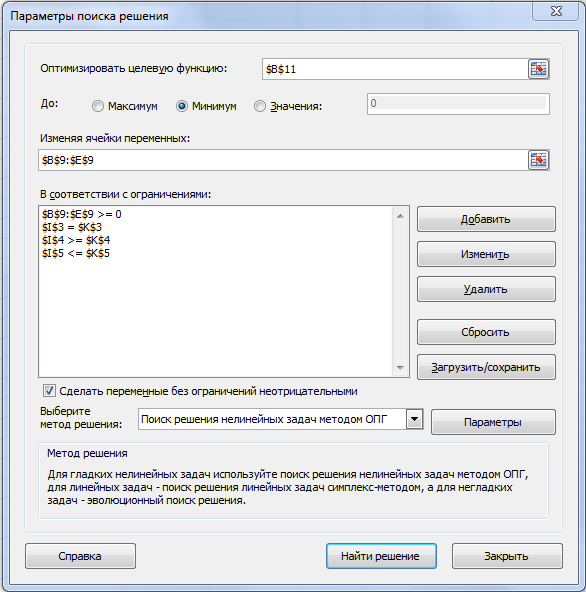 Параметры поиска решения
Оптимизировать целевую функцию:
$B$11
До:
Максимум
Минимум
Значения:
0
Изменяя ячейки переменных:
$B$9:$E$9
В соответствии с ограничениями:
$B$9:$E$9 >= 0
$I$3 = $K$3
$I$4 >= $K$4
$I$5 <= $K$5
Добавить
Изменить
Удалить
Сбросить
Загрузить/сохранить
Сделать переменные без ограничений неотрицательными
Выберите
метод решения:
Поиск решения нелинейных задач методом ОПГ
Параметры
Метод решения
Для гладких нелинейных задач используйте поиск решения нелинейных задач методом ОПГ,
для линейных задач - поиск решения линейных задач симплекс-методом, а для негладких
задач - эволюционный поиск решения.
Справка
Найти решение
Закрыть